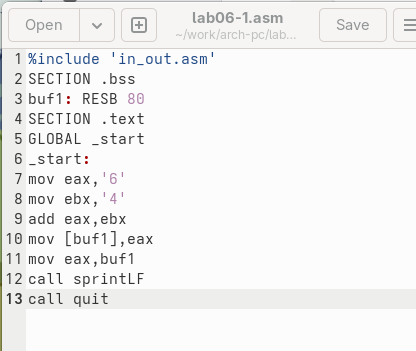 Open
lab06-1.asm
~/work/arch-pc/lab...
Save
1 %include 'in_out.asm'
2 SECTION .bss
3 buf1: RESB 80
4 SECTION .text
5 GLOBAL _start
6 _start:
7 mov eax,'6'
8 mov ebx,'4'
9 add eax,ebx
10 mov [buf1],eax
11 mov eax,buf1
12 call sprintLF
13 call quit